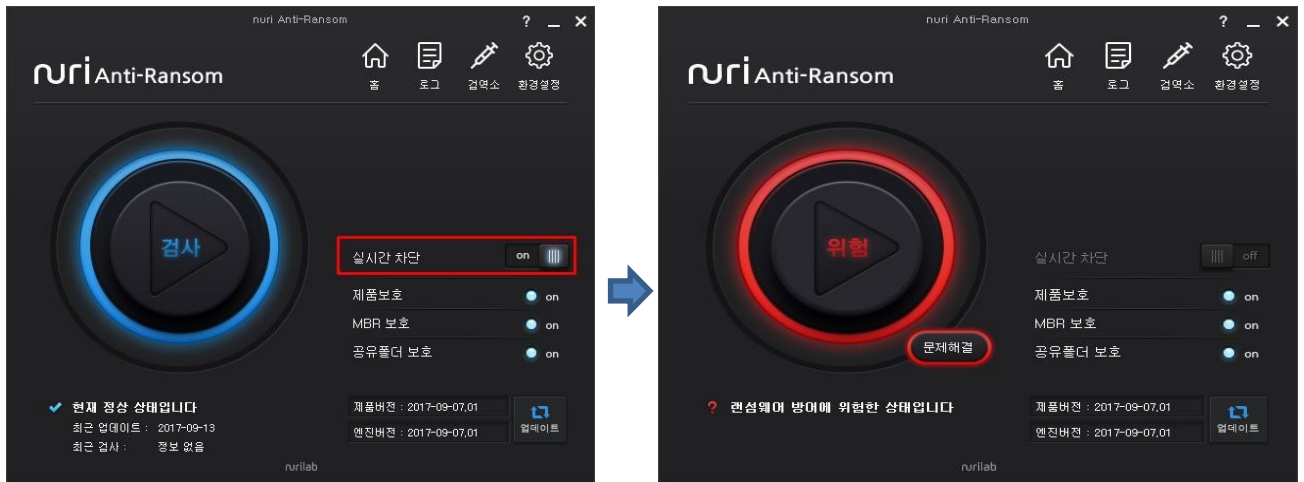 nuri Anti-Ransom
? _ ×
nuri Anti-Ransom
홈 로그 검역소 환경설정
검사
실시간 차단 on
제품보호 on
MBR 보호 on
공유폴더 보호 on
현재 정상 상태입니다
최근 업데이트 : 2017-09-13
최근 검사 : 정보 없음
제품버전 : 2017-09-07,01
엔진버전 : 2017-09-07,01
업데이트
nurilab
nuri Anti-Ransom
? _ ×
nuri Anti-Ransom
홈 로그 검역소 환경설정
위험
실시간 차단 off
제품보호 on
MBR 보호 on
공유폴더 보호 on
문제해결
? 랜섬웨어 방어에 위험한 상태입니다
제품버전 : 2017-09-07,01
엔진버전 : 2017-09-07,01
업데이트
nurilab